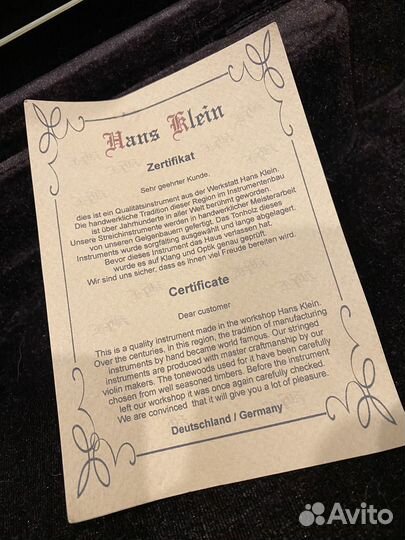 Hans Klein
Zertifikat
Sehr geehrter Kunde,
dies ist ein Qualitätsinstrument aus der Werkstatt Hans Klein.
Die handwerkliche Tradition dieser Region im Instrumentenbau
ist über Jahrhunderte in aller Welt berühmt geworden.
Unsere Streichinstrumente werden in handwerklicher Meisterarbeit
von unseren Geigenbauern gefertigt. Das Tonholz dieses
Instruments wurde sorgfältig ausgewählt und lange abgelagert.
Bevor dieses Instrument das Haus verlassen hat,
wurde es auf Klang und Optik genau geprüft.
Wir sind uns sicher, dass es Ihnen viel Freude bereiten wird.
Certificate
Dear customer
This is a quality instrument made in the workshop Hans Klein.
Over the centuries, In this region, the tradition of manufacturing
instruments by hand became world famous. Our stringed
instruments are produced with master craftmanship by our
violin makers. The tonewoods used for it have been carefully
chosen from well seasoned timbers. Before the instrument
left our workshop it was once again carefully checked.
We are convinced that it will give you a lot of pleasure.
Deutschland / Germany
Avito